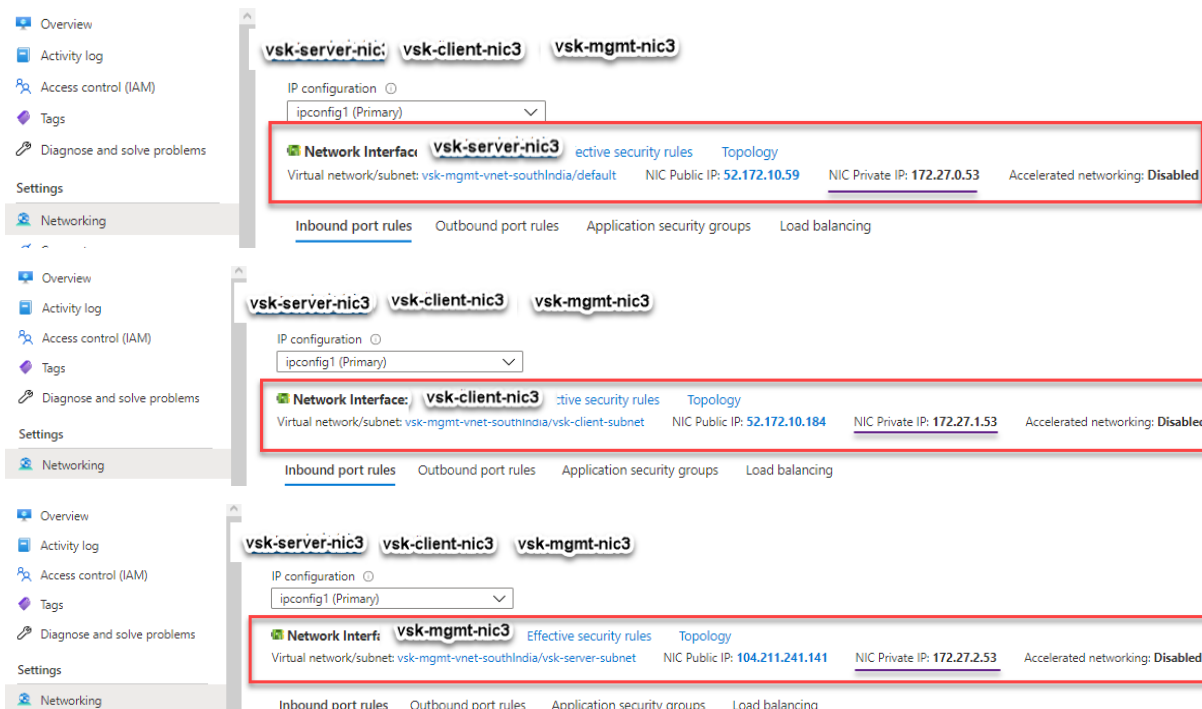 Overview
Activity log
Access control (IAM)
Tags
Diagnose and solve problems
Settings
Networking
vsk-server-nic: vsk-client-nic3 vsk-mgmt-nic3
IP configuration
ipconfig1 (Primary)
Network Interface vsk-server-nic3 ective security rules Topology
Virtual network/subnet: vsk-mgmt-vnet-southIndia/default NIC Public IP: 52.172.10.59 NIC Private IP: 172.27.0.53 Accelerated networking: Disabled
Inbound port rules Outbound port rules Application security groups Load balancing
Overview
Activity log
Access control (IAM)
Tags
Diagnose and solve problems
Settings
Networking
vsk-server-nic3 vsk-client-nic3 vsk-mgmt-nic3
IP configuration
ipconfig1 (Primary)
Network Interface: vsk-client-nic3 tive security rules Topology
Virtual network/subnet: vsk-mgmt-vnet-southIndia/vsk-client-subnet NIC Public IP: 52.172.10.184 NIC Private IP: 172.27.1.53 Accelerated networking: Disabled
Inbound port rules Outbound port rules Application security groups Load balancing
Overview
Activity log
Access control (IAM)
Tags
Diagnose and solve problems
Settings
Networking
vsk-server-nic3 vsk-client-nic3 vsk-mgmt-nic3
IP configuration
ipconfig1 (Primary)
Network Interfa vsk-mgmt-nic3 Effective security rules Topology
Virtual network/subnet: vsk-mgmt-vnet-southIndia/vsk-server-subnet NIC Public IP: 104.211.241.141 NIC Private IP: 172.27.2.53 Accelerated networking: Disabled
Inbound port rules Outbound port rules Application security groups Load balancing